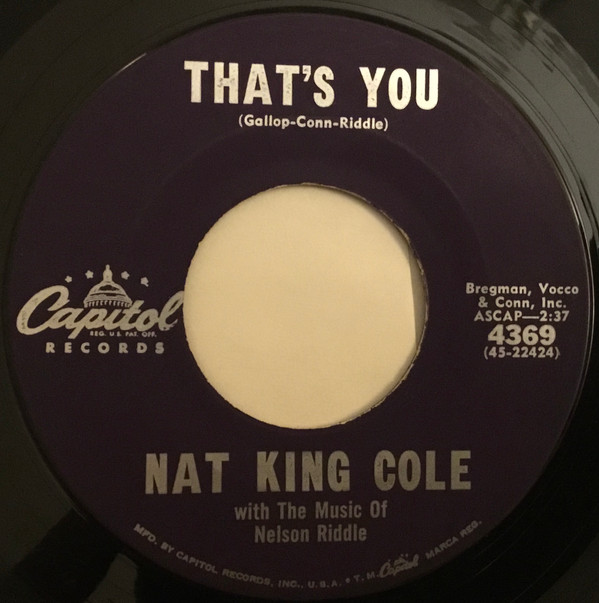 THAT'S YOU
(Gallop-Conn-Riddle)
Capitol
REG. U.S. PAT. OFF.
RECORDS
Bregman, Vocco
& Conn, Inc.
ASCAP—2:37
4369
(45-22424)
NAT KING COLE
with The Music Of
Nelson Riddle
MFD. BY CAPITOL RECORDS, INC., U.S.A. • T.M. Capitol MARCA REG.